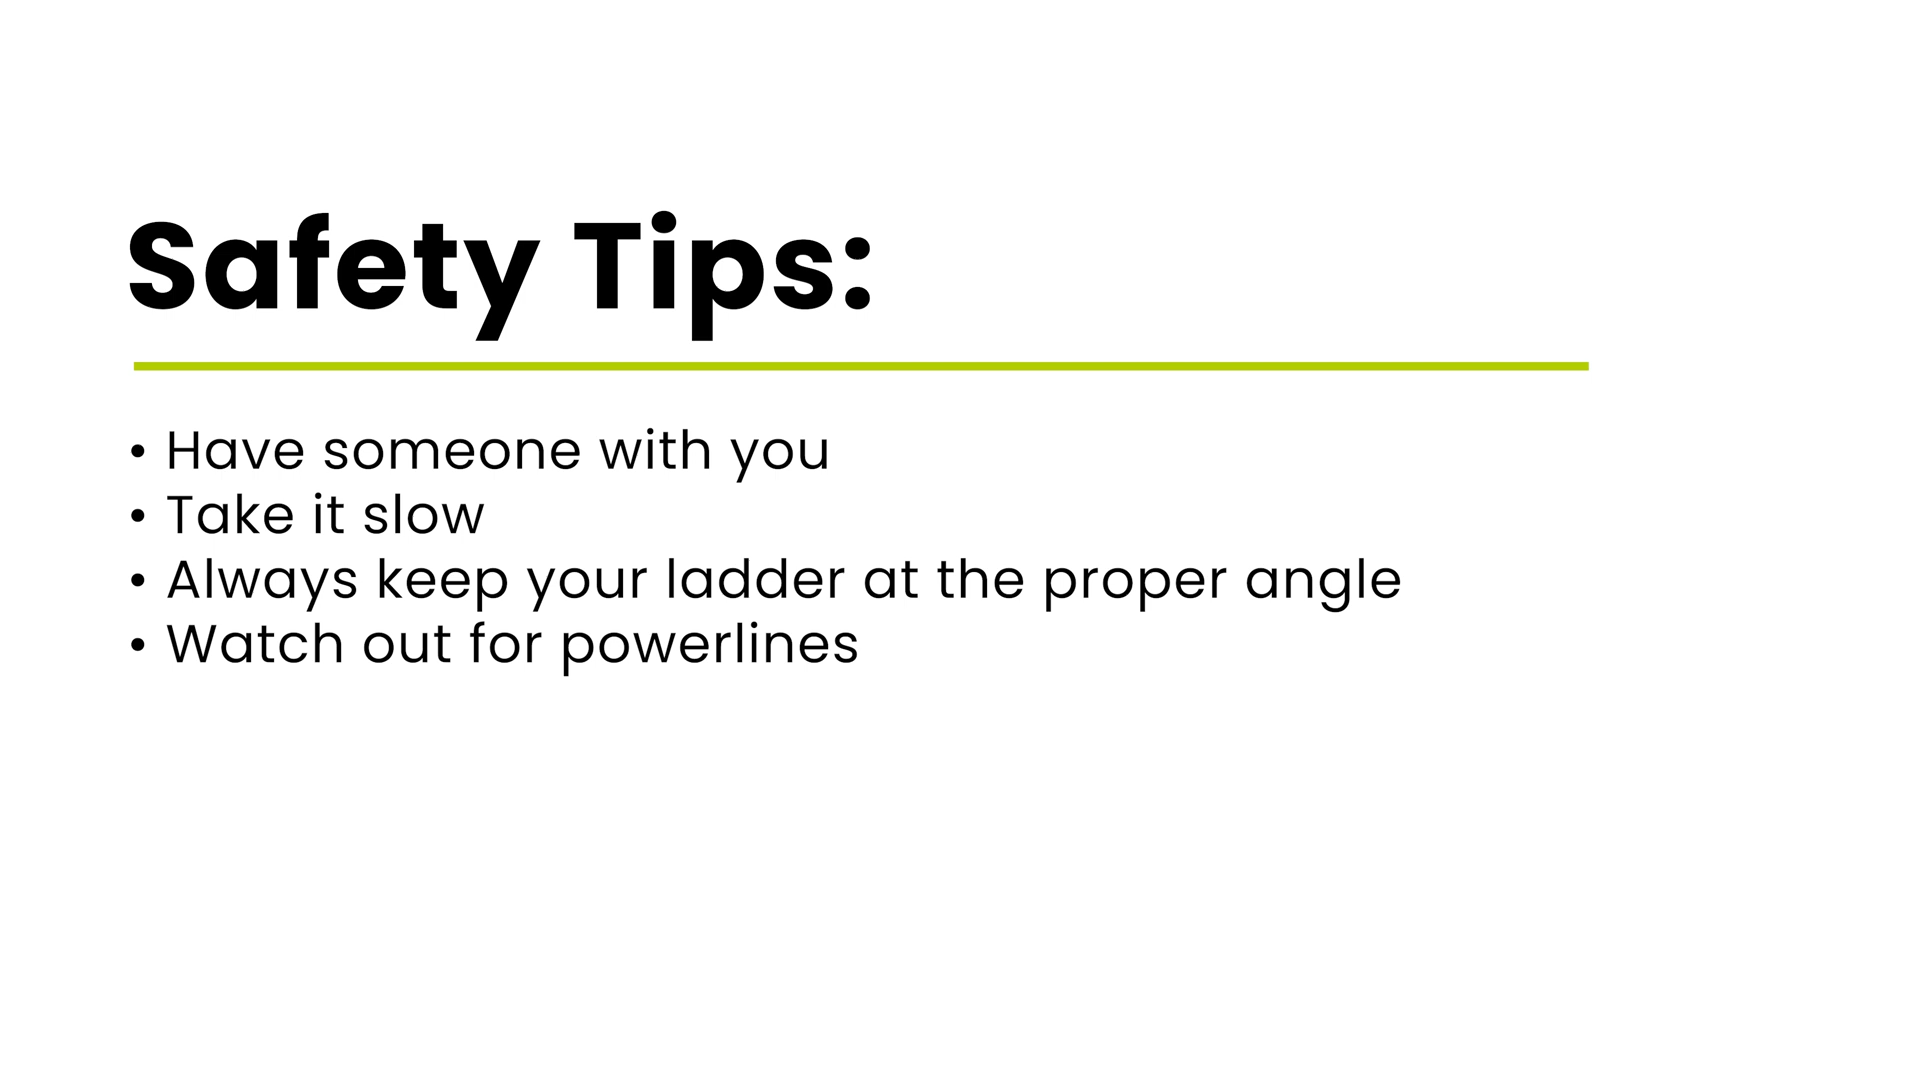 Safety Tips:
• Have someone with you
• Take it slow
• Always keep your ladder at the proper angle
• Watch out for powerlines